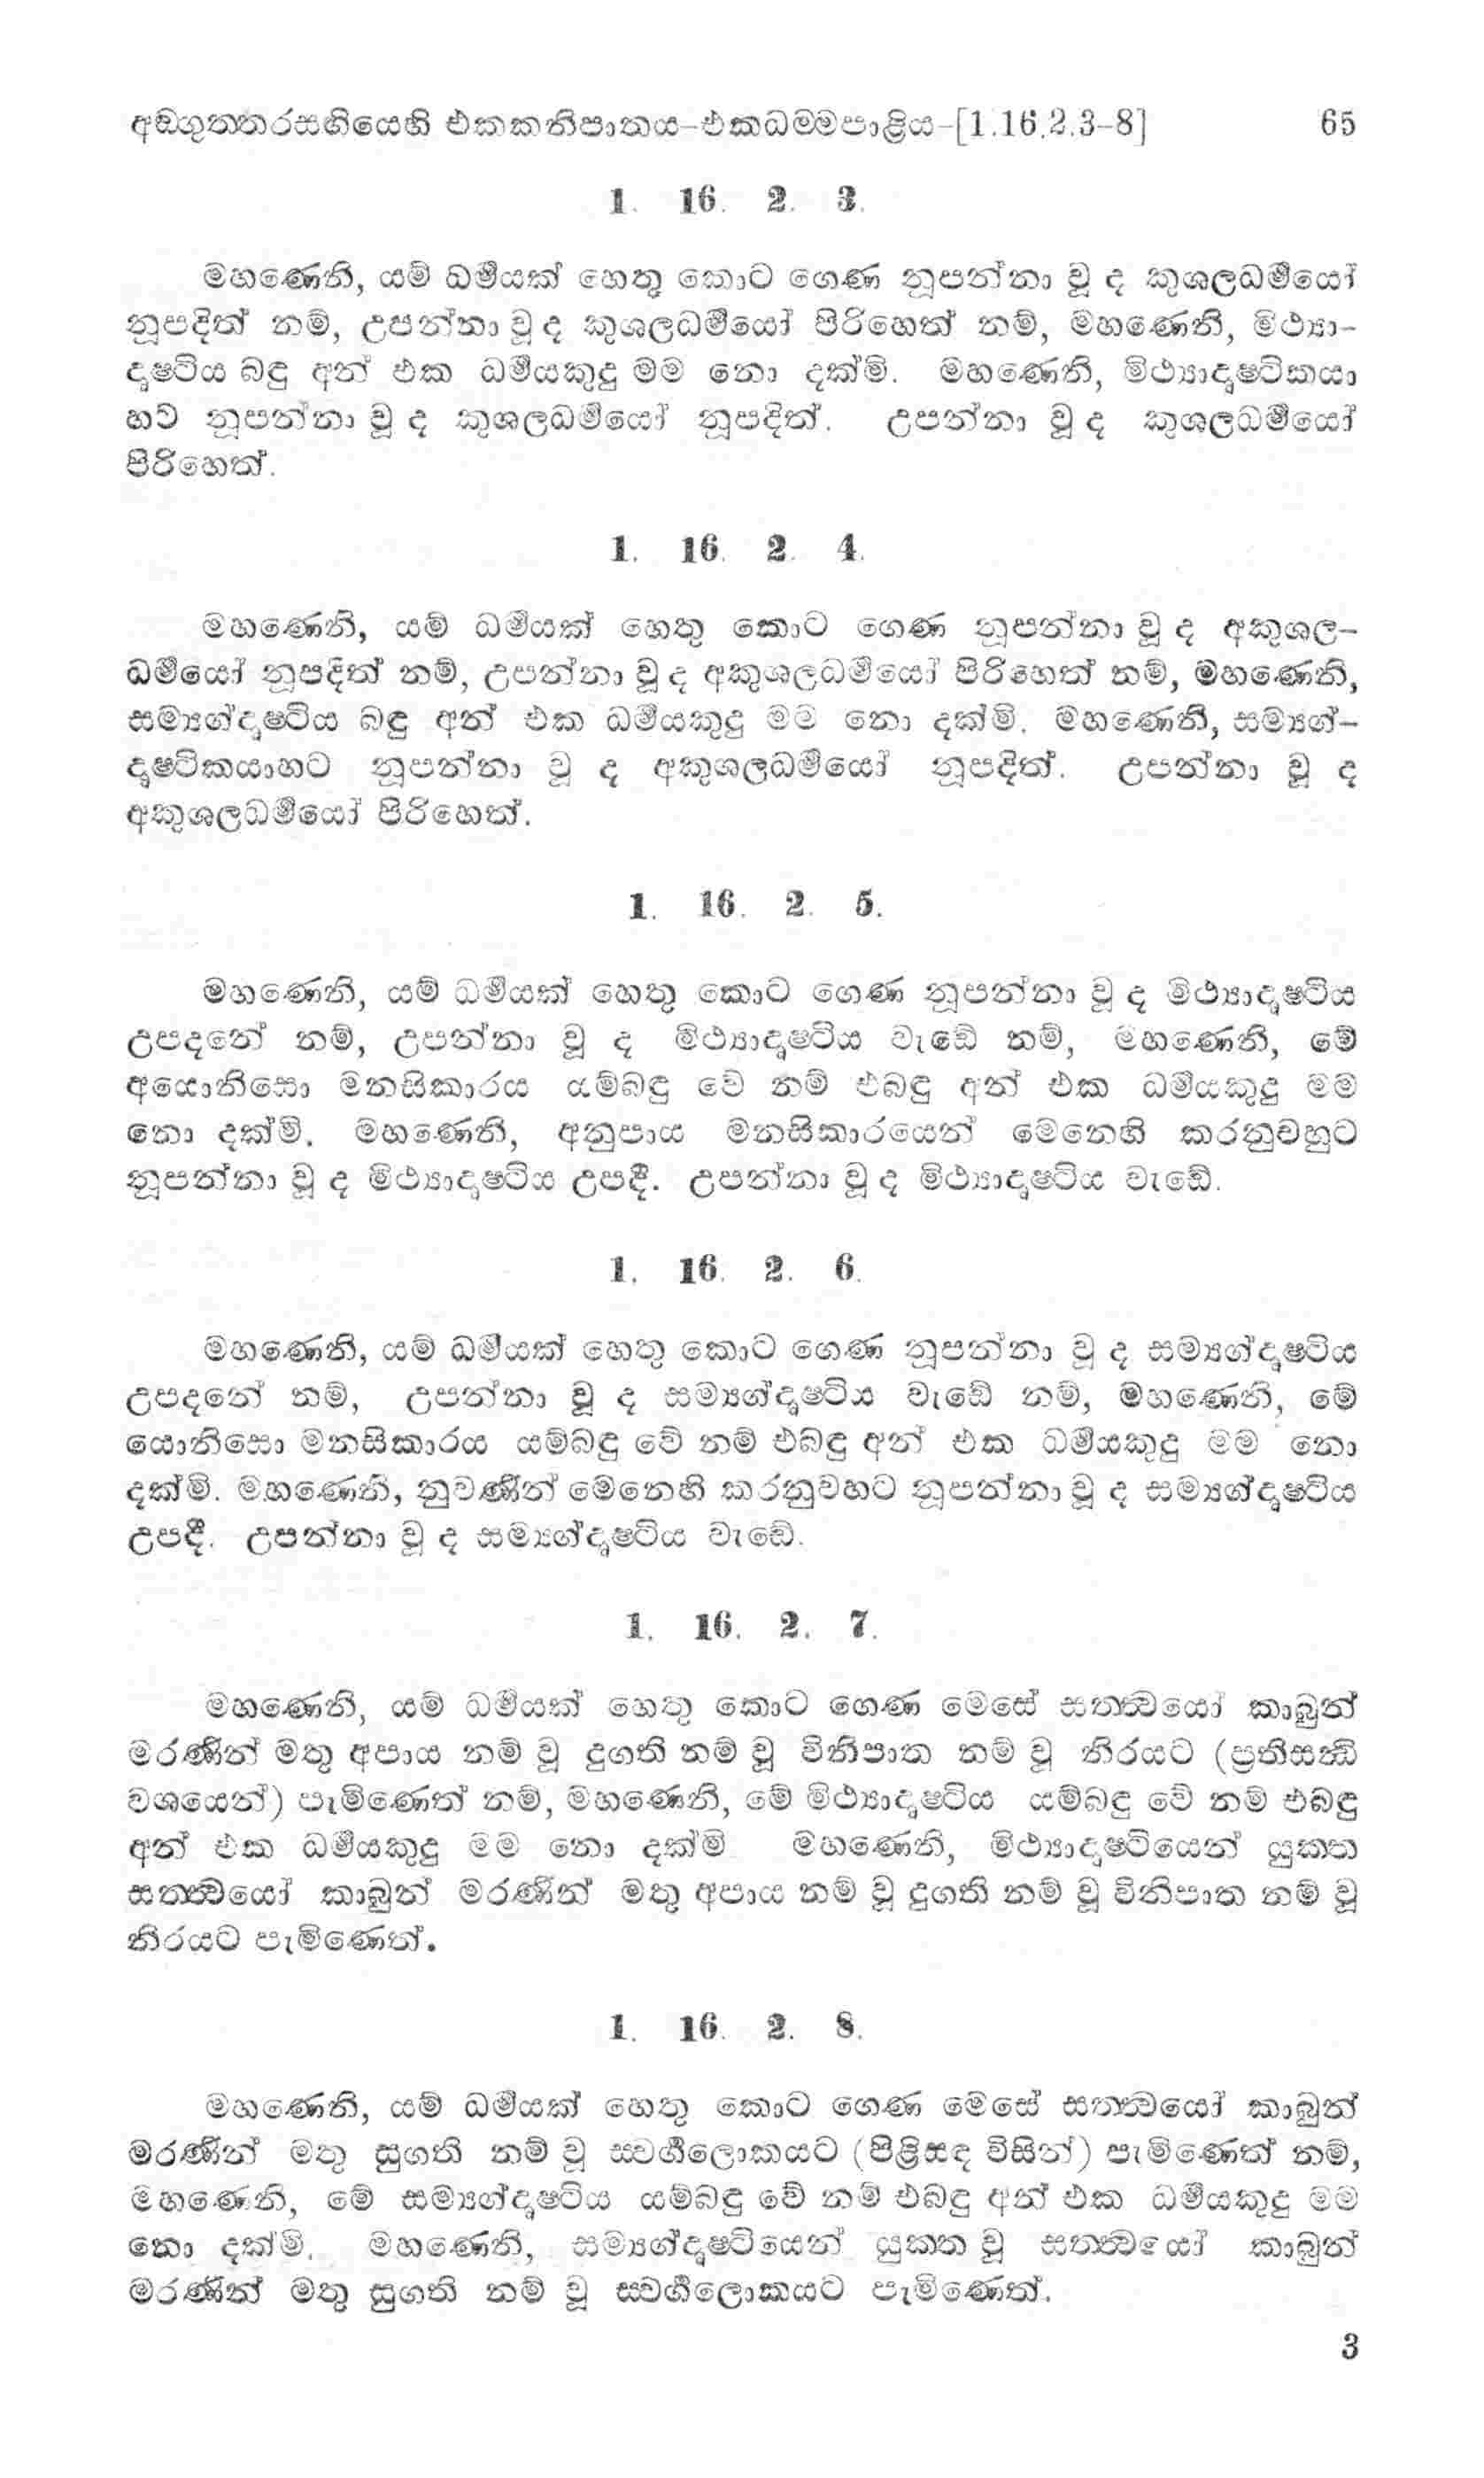 අඞ්ගුත්තරසඟියෙහි එකකනිපාතය-එකධම්මපාළිය-[1.16.2.3-8] 65
1. 16. 2. 3.
මහණෙනි, යම් ධර්මයක් හෙතු කොට ගෙණ නූපන්නා වූ ද කුශලධර්මයෝ
නූපදිත් නම්, උපන්නා වූ ද කුශලධර්මයෝ පිරිහෙත් නම්, මහණෙනි, මිථ්‍යා-
දෘෂ්ටිය බඳු අන් එක ධර්මයකුදු මම නො දක්මි. මහණෙනි, මිථ්‍යාදෘෂ්ටිකයා
හට නූපන්නා වූ ද කුශලධර්මයෝ නූපදිත්. උපන්නා වූ ද කුශලධර්මයෝ
පිරිහෙත්.
1. 16. 2. 4.
මහණෙනි, යම් ධර්මයක් හෙතු කොට ගෙණ නූපන්නා වූ ද අකුශල-
ධර්මයෝ නූපදිත් නම්, උපන්නා වූ ද අකුශලධර්මයෝ පිරිහෙත් නම්, මහණෙනි,
සම්‍යග්දෘෂ්ටිය බඳු අන් එක ධර්මයකුදු මම නො දක්මි. මහණෙනි, සම්‍යග්-
දෘෂ්ටිකයාහට නූපන්නා වූ ද අකුශලධර්මයෝ නූපදිත්. උපන්නා වූ ද
අකුශලධර්මයෝ පිරිහෙත්.
1. 16. 2. 5.
මහණෙනි, යම් ධර්මයක් හෙතු කොට ගෙණ නූපන්නා වූ ද මිථ්‍යාදෘෂ්ටිය
උපදනේ නම්, උපන්නා වූ ද මිථ්‍යාදෘෂ්ටිය වැඩේ නම්, මහණෙනි, මේ
අයොනිසො මනසිකාරය යම්බඳු වේ නම් එබඳු අන් එක ධර්මයකුදු මම
නො දක්මි. මහණෙනි, අනුපාය මනසිකාරයෙන් මෙනෙහි කරනුවහුට
නූපන්නා වූ ද මිථ්‍යාදෘෂ්ටිය උපදී. උපන්නා වූ ද මිථ්‍යාදෘෂ්ටිය වැඩේ.
1. 16. 2. 6.
මහණෙනි, යම් ධර්මයක් හෙතු කොට ගෙණ නූපන්නා වූ ද සම්‍යග්දෘෂ්ටිය
උපදනේ නම්, උපන්නා වූ ද සම්‍යග්දෘෂ්ටිය වැඩේ නම්, මහණෙනි, මේ
යොනිසො මනසිකාරය යම්බඳු වේ නම් එබඳු අන් එක ධර්මයකුදු මම නො
දක්මි. මහණෙනි, නුවණින් මෙනෙහි කරනුවහට නූපන්නා වූ ද සම්‍යග්දෘෂ්ටිය
උපදී. උපන්නා වූ ද සම්‍යග්දෘෂ්ටිය වැඩේ.
1. 16. 2. 7.
මහණෙනි, යම් ධර්මයක් හෙතු කොට ගෙණ මෙසේ සත්ත්‍වයෝ කාබුන්
මරණින් මතු අපාය නම් වූ දුගති නම් වූ විනිපාත නම් වූ නිරයට (ප්‍රතිසන්‍ධි
වශයෙන්) පැමිණෙත් නම්, මහණෙනි, මේ මිථ්‍යාදෘෂ්ටිය යම්බඳු වේ නම් එබඳු
අන් එක ධර්මයකුදු මම නො දක්මි මහණෙනි, මිථ්‍යාදෘෂ්ටියෙන් යුක්ත
සත්ත්‍වයෝ කාබුන් මරණින් මතු අපාය නම් වූ දුගති නම් වූ විනිපාත නම් වූ
නිරයට පැමිණෙත්.
1. 16. 2. 8.
මහණෙනි, යම් ධර්මයක් හෙතු කොට ගෙණ මෙසේ සත්ත්‍වයෝ කාබුන්
මරණින් මතු සුගති නම් වූ ස්වර්ගලොකයට (පිළිසඳ විසින්) පැමිණෙත් නම්,
මහණෙනි, මේ සම්‍යග්දෘෂ්ටිය යම්බඳු වේ නම් එබඳු අන් එක ධර්මයකුදු මම
නො දක්මි. මහණෙනි, සම්‍යග්දෘෂ්ටියෙන් යුක්ත වූ සත්ත්‍වයෝ කාබුන්
මරණින් මතු සුගති නම් වූ ස්වර්ගලොකයට පැමිණෙත්.
3